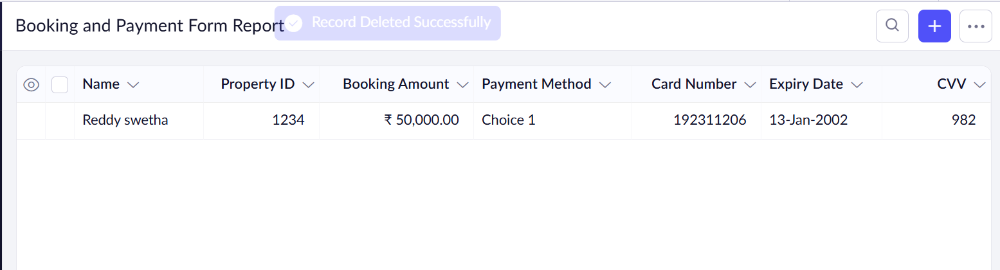 Booking and Payment Form Report
Record Deleted Successfully
Name Property ID Booking Amount Payment Method Card Number Expiry Date CVV
Reddy swetha 1234 ₹ 50,000.00 Choice 1 192311206 13-Jan-2002 982